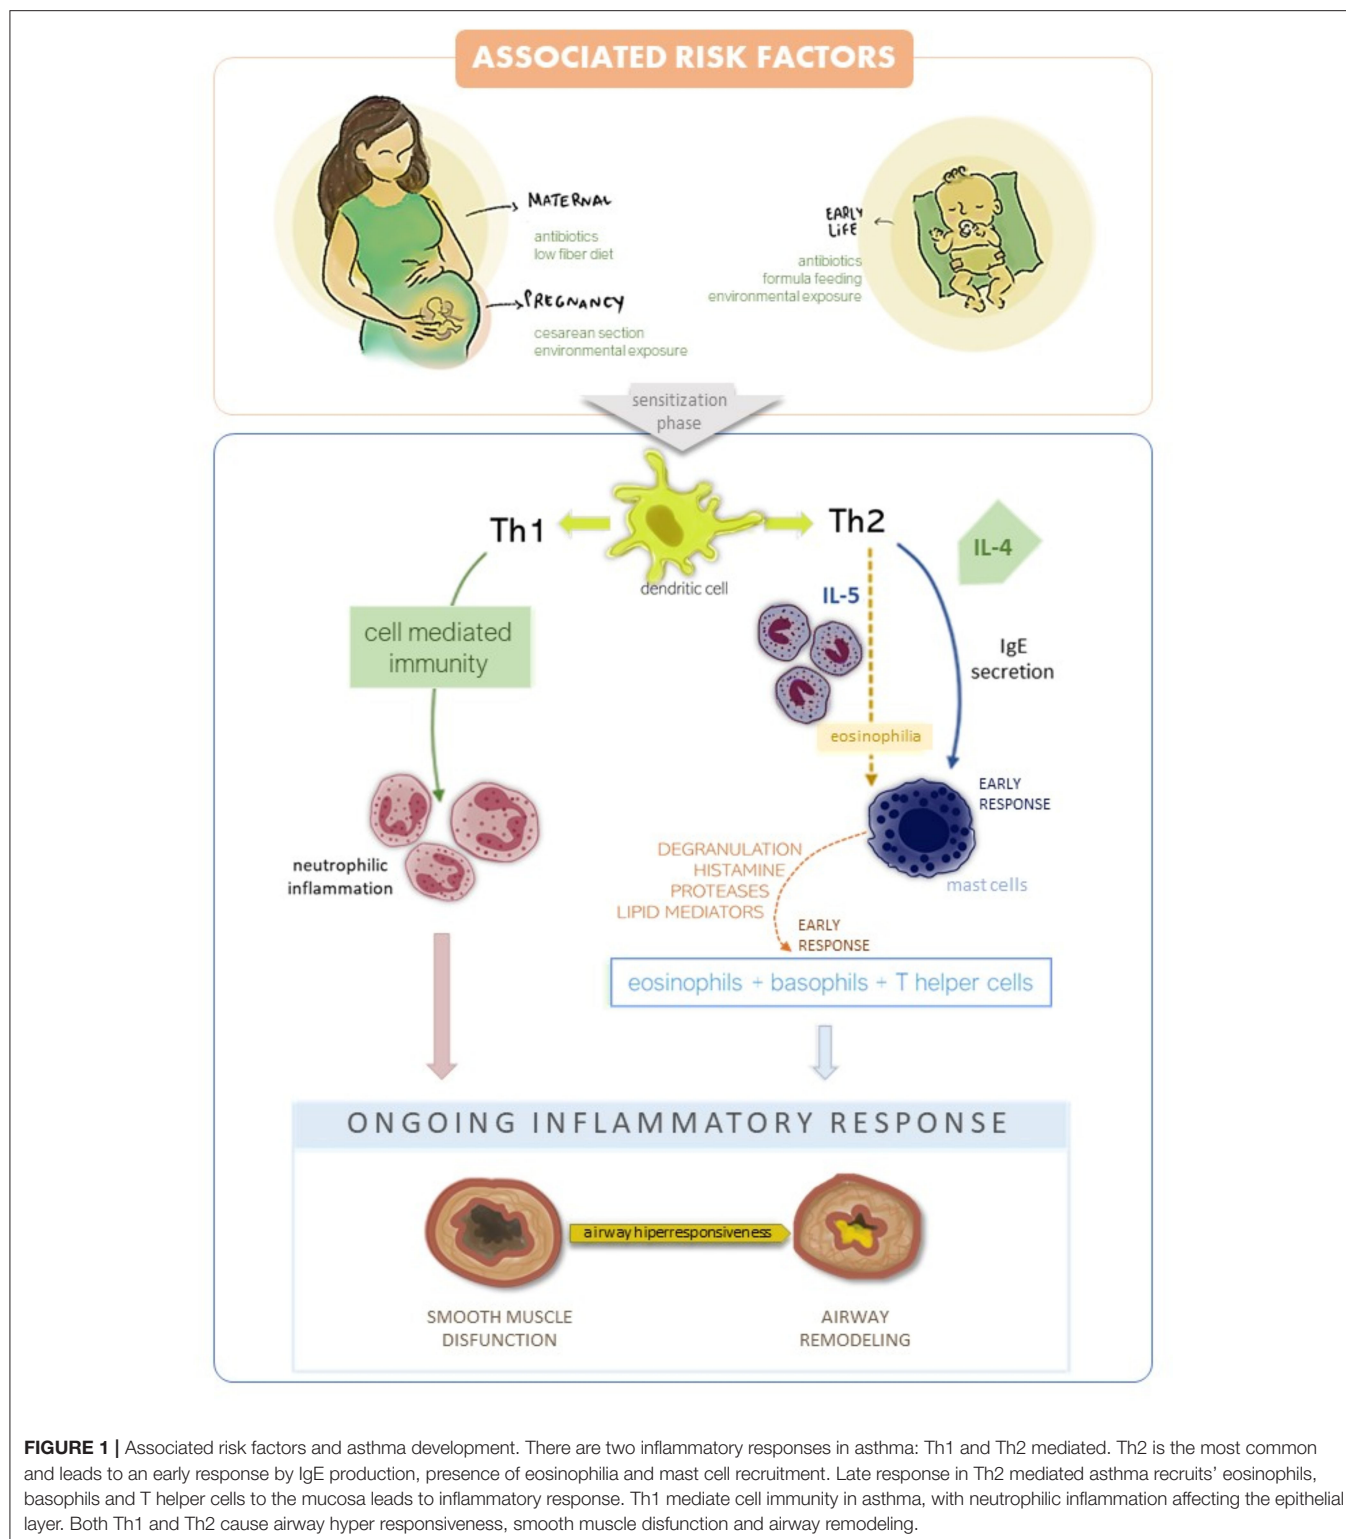 ASSOCIATED RISK FACTORS
MATERNAL
antibiotics
low fiber diet
PREGNANCY
cesarean section
environmental exposure
EARLY
LIFE
antibiotics
formula feeding
environmental exposure
sensitization
phase
Th1
Th2
dendritic cell
IL-4
IL-5
cell mediated
immunity
IgE
secretion
eosinophilia
EARLY
RESPONSE
neutrophilic
inflammation
mast cells
DEGRANULATION
HISTAMINE
PROTEASES
LIPID MEDIATORS
EARLY
RESPONSE
eosinophils + basophils + T helper cells
ONGOING INFLAMMATORY RESPONSE
airway hiperresponsiveness
SMOOTH MUSCLE
DISFUNCTION
AIRWAY
REMODELING
FIGURE 1 | Associated risk factors and asthma development. There are two inflammatory responses in asthma: Th1 and Th2 mediated. Th2 is the most common
and leads to an early response by IgE production, presence of eosinophilia and mast cell recruitment. Late response in Th2 mediated asthma recruits' eosinophils,
basophils and T helper cells to the mucosa leads to inflammatory response. Th1 mediate cell immunity in asthma, with neutrophilic inflammation affecting the epithelial
layer. Both Th1 and Th2 cause airway hyper responsiveness, smooth muscle disfunction and airway remodeling.